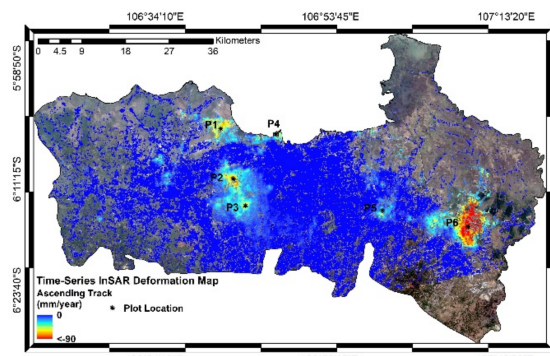 106°34'10"E 106°53'45"E 107°13'20"E
Kilometers
0 4.5 9 18 27 36
5°58'50"S
6°11'15"S
6°23'40"S
P1
P4
P2
P3
P5
P6
Time-Series InSAR Deformation Map
Ascending Track
(mm/year)
0
<-90
* Plot Location